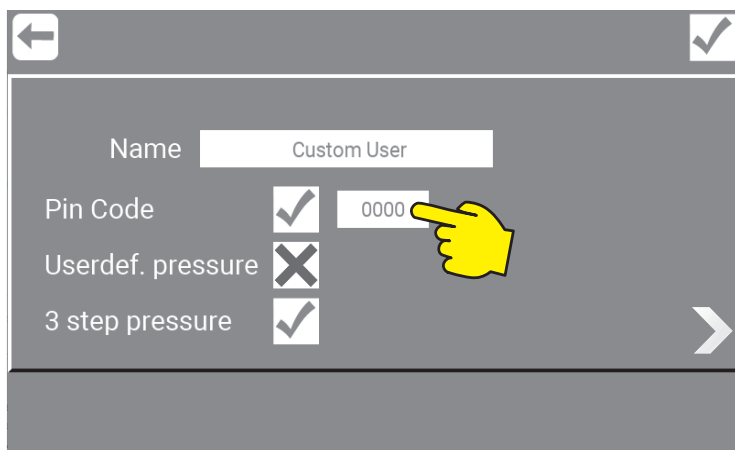 Name Custom User
Pin Code 0000
Userdef. pressure
3 step pressure